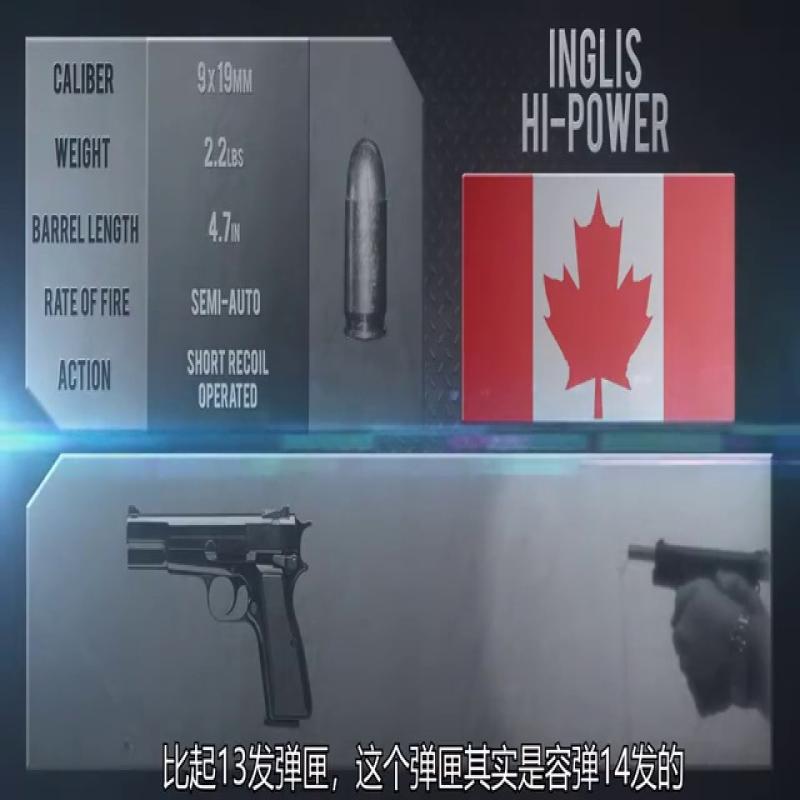 INGLIS
HI-POWER
CALIBER 9x19MM
WEIGHT 2.2LBS
BARREL LENGTH 4.7IN
RATE OF FIRE SEMI-AUTO
ACTION SHORT RECOIL
OPERATED
比起13发弹匣，这个弹匣其实是容弹14发的